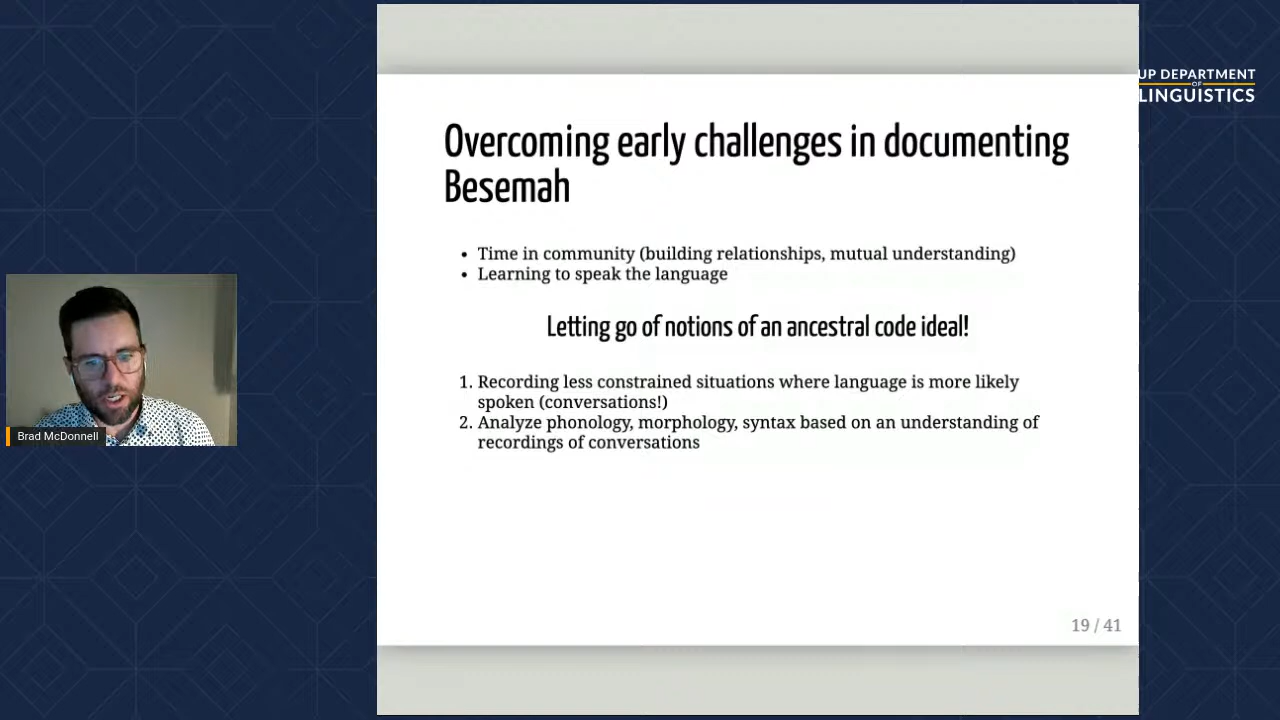 UP DEPARTMENT
OF
LINGUISTICS
Overcoming early challenges in documenting
Besemah
• Time in community (building relationships, mutual understanding)
• Learning to speak the language
Letting go of notions of an ancestral code ideal!
1. Recording less constrained situations where language is more likely
spoken (conversations!)
2. Analyze phonology, morphology, syntax based on an understanding of
recordings of conversations
Brad McDonnell
19 / 41